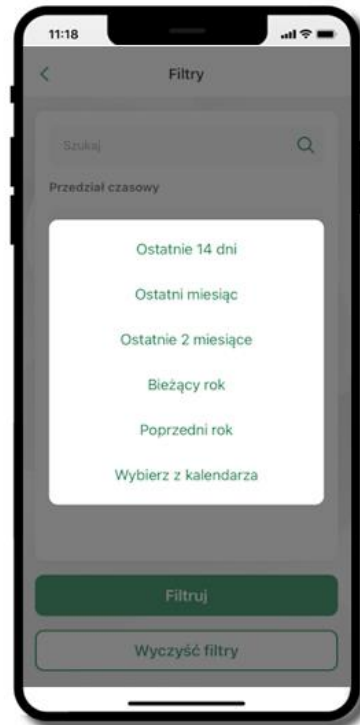 11:18
Filtry
Szukaj
Przedział czasowy
Ostatnie 14 dni
Ostatni miesiąc
Ostatnie 2 miesiące
Bieżący rok
Poprzedni rok
Wybierz z kalendarza
Filtruj
Wyczyść filtry